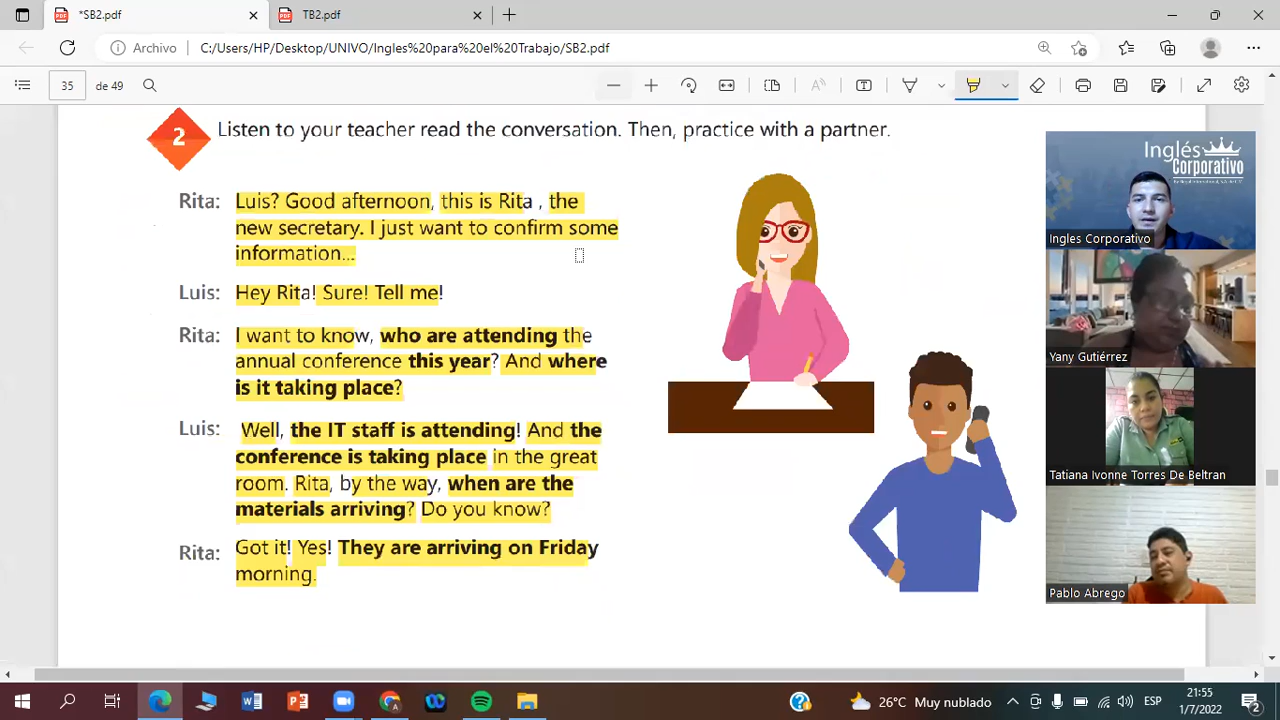 *SB2.pdf
TB2.pdf
Archivo
C:/Users/HP/Desktop/UNIVO/Ingles%20para%20el%20Trabajo/SB2.pdf
35
de 49
2
Listen to your teacher read the conversation. Then, practice with a partner.
Rita: Luis? Good afternoon, this is Rita , the
new secretary. I just want to confirm some
information...
Luis: Hey Rita! Sure! Tell me!
Rita: I want to know, who are attending the
annual conference this year? And where
is it taking place?
Luis: Well, the IT staff is attending! And the
conference is taking place in the great
room. Rita, by the way, when are the
materials arriving? Do you know?
Rita: Got it! Yes! They are arriving on Friday
morning.
Inglés
Corporativo
Ingles Corporativo
Yany Gutiérrez
Tatiana Ivonne Torres De Beltran
Pablo Abrego
26°C Muy nublado
ESP
21:55
1/7/2022
2